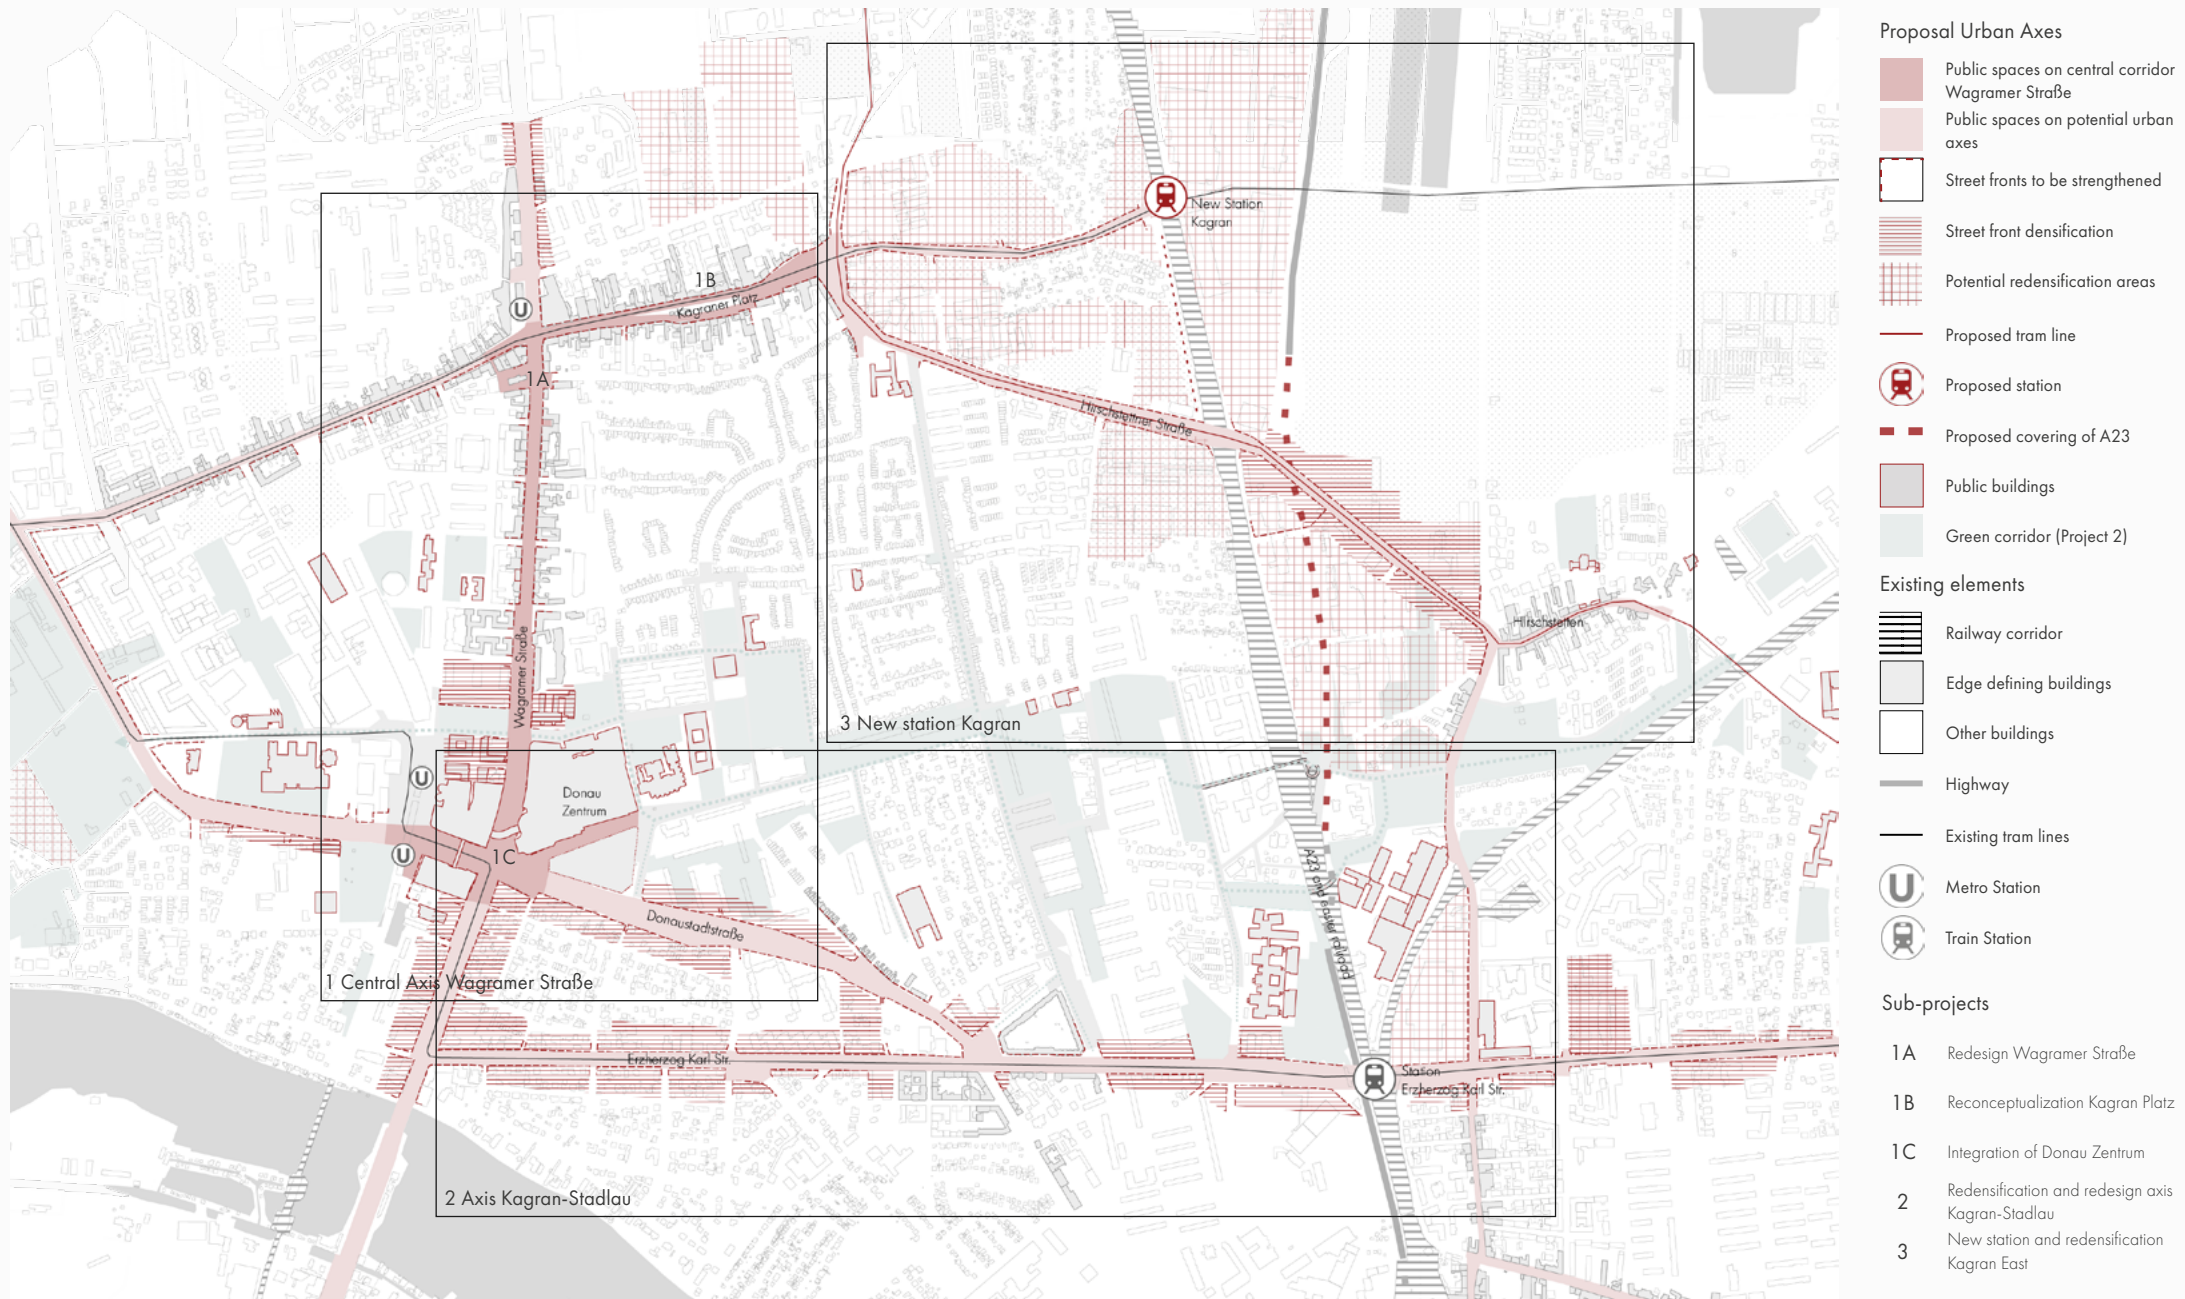 1A
1B
Kagraner Platz
U
1A
New Station
Kagran
Hirschstettner Straße
Hirschstetten
Wagramer Straße
3 New station Kagran
U
Donau
Zentrum
U
1C
Donaustadtstraße
A23 and eastern railroad
1 Central Axis Wagramer Straße
Erzherzog Karl Str.
Station
Erzherzog Karl Str.
2 Axis Kagran-Stadlau
Proposal Urban Axes
Public spaces on central corridor
Wagramer Straße
Public spaces on potential urban
axes
Street fronts to be strengthened
Street front densification
Potential redensification areas
Proposed tram line
Proposed station
Proposed covering of A23
Public buildings
Green corridor (Project 2)
Existing elements
Railway corridor
Edge defining buildings
Other buildings
Highway
Existing tram lines
U
Metro Station
Train Station
Sub-projects
1A Redesign Wagramer Straße
1B Reconceptualization Kagran Platz
1C Integration of Donau Zentrum
2 Redensification and redesign axis
Kagran-Stadlau
3 New station and redensification
Kagran East